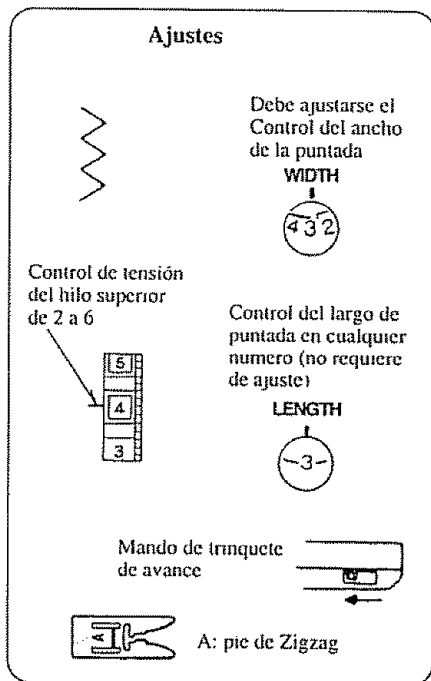 Ajustes
Debe ajustarse el
Control del ancho
de la puntada
WIDTH
4 3 2
Control de tensión
del hilo superior
de 2 a 6
5
4
3
Control del largo de
puntada en cualquier
numero (no requiere
de ajuste)
LENGTH
-3-
Mando de trinquete
de avance
A
A: pie de Zigzag